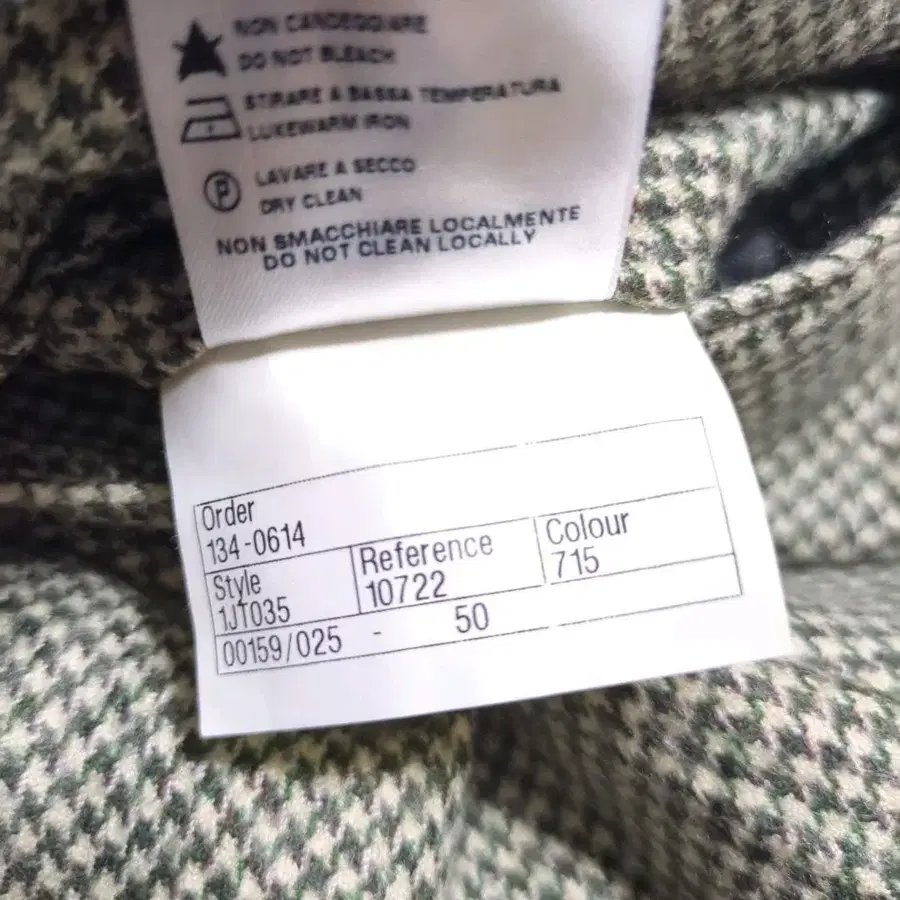 NON CANDEGGIARE
DO NOT BLEACH
STIRARE A BASSA TEMPERATURA
LUKEWARM IRON
P
LAVARE A SECCO
DRY CLEAN
NON SMACCHIARE LOCALMENTE
DO NOT CLEAN LOCALLY
Order
134-0614
Style
1JT035
Reference
10722
Colour
715
00159/025 - 50